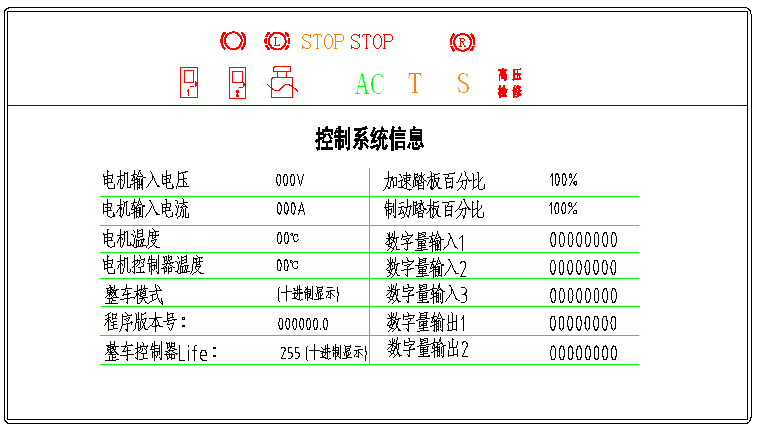 L STOP STOP R
1 2 AC T S 高压
检修
控制系统信息
电机输入电压 000V 加速踏板百分比 100%
电机输入电流 000A 制动踏板百分比 100%
电机温度 00℃ 数字量输入1 00000000
电机控制器温度 00℃ 数字量输入2 00000000
整车模式 (十进制显示) 数字量输入3 00000000
程序版本号： 000000.0 数字量输出1 00000000
整车控制器Life： 255 (十进制显示) 数字量输出2 00000000